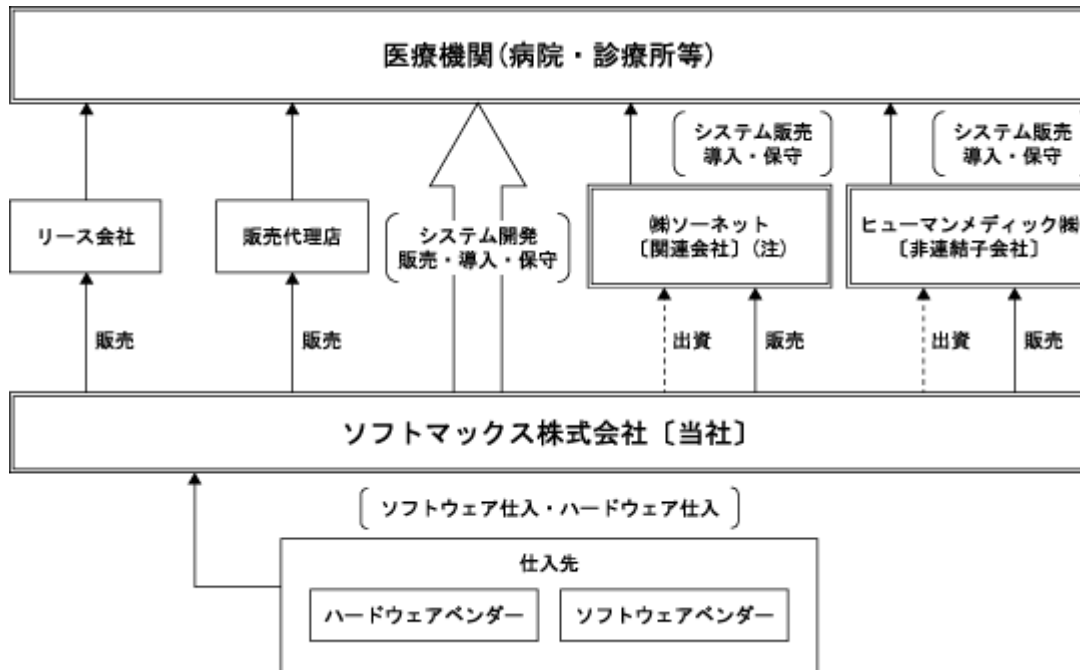 医療機関(病院・診療所等)
システム販売
導入・保守
システム販売
導入・保守
リース会社
販売代理店
システム開発
販売・導入・保守
㈱ソーネット
〔関連会社〕(注)
ヒューマンメディック㈱
〔非連結子会社〕
販売
販売
出資
販売
出資
販売
ソフトマックス株式会社〔当社〕
ソフトウェア仕入・ハードウェア仕入
仕入先
ハードウェアベンダー
ソフトウェアベンダー